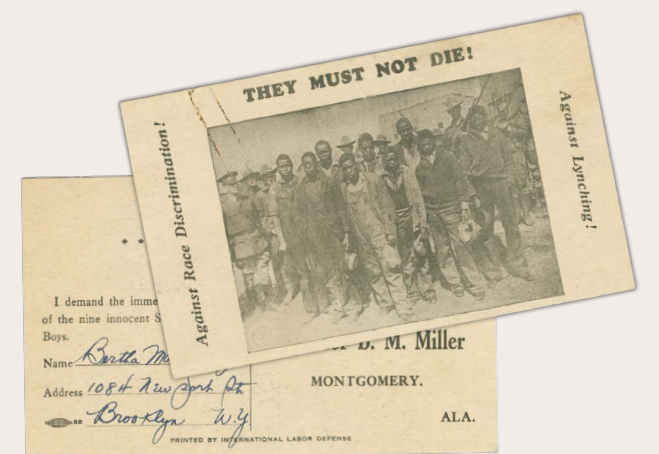 THEY MUST NOT DIE!
Against Race Discrimination!
Against Lynching!
I demand the imme
of the nine innocent S
Boys.
Name Bertha
Address 1084 New York
Brooklyn N.Y
B. M. Miller
MONTGOMERY,
ALA.
PRINTED BY INTERNATIONAL LABOR DEFENSE